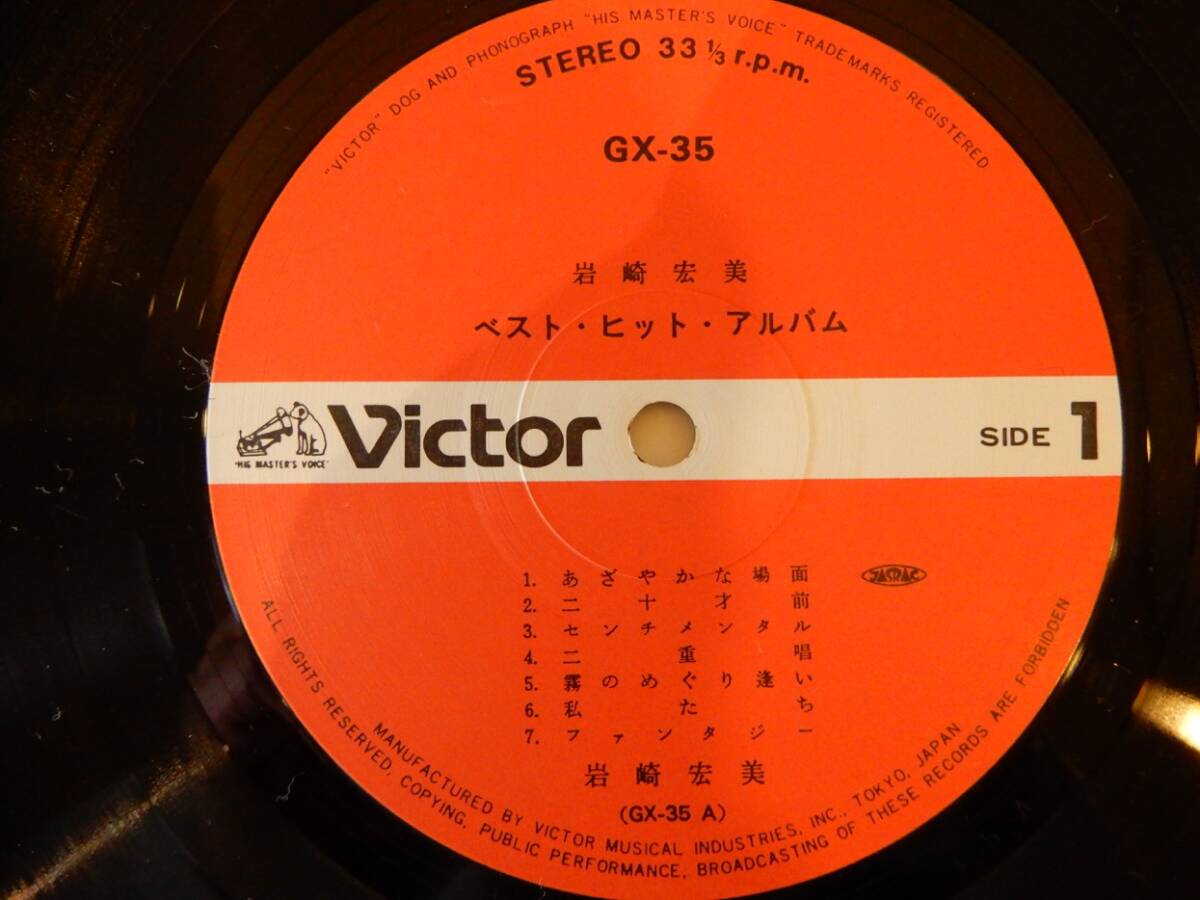 "VICTOR" DOG AND PHONOGRAPH "HIS MASTER'S VOICE" TRADEMARKS REGISTERED
STEREO 33 1/3 r.p.m.
GX-35
岩崎宏美
ベスト・ヒット・アルバム
"HIS MASTER'S VOICE"
Victor
SIDE 1
1. あざやかな場面
2. 二十才前
3. センチメンタル
4. 二重唱
5. 霧のめぐり逢い
6. 私たち
7. ファンタジー
JASRAC
岩崎宏美
(GX-35 A)
MANUFACTURED BY VICTOR MUSICAL INDUSTRIES, INC., TOKYO, JAPAN
ALL RIGHTS RESERVED, COPYING, PUBLIC PERFORMANCE, BROADCASTING OF THESE RECORDS ARE FORBIDDEN